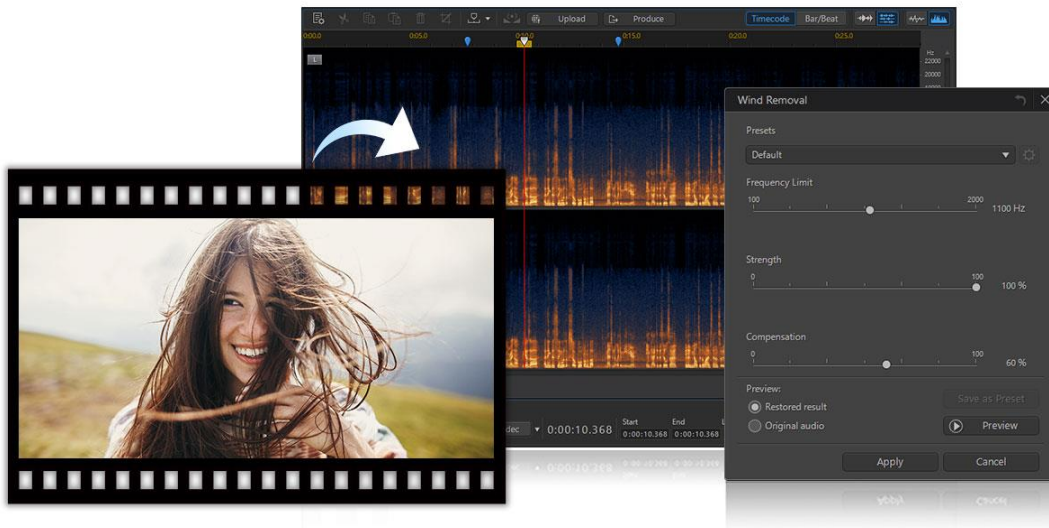 Upload
Produce
Timecode
Bar/Beat
0:00.0
0:05.0
0:10.0
0:15.0
0:20.0
0:25.0
Hz
22000
20000
L
Wind Removal
Presets
Default
Frequency Limit
100
2000
1100 Hz
Strength
0
100
100 %
Compensation
0
100
60 %
Preview:
Restored result
Save as Preset
Original audio
Preview
Apply
Cancel
0:00:10.368
Start
End
0:00:10.368
0:00:10.368